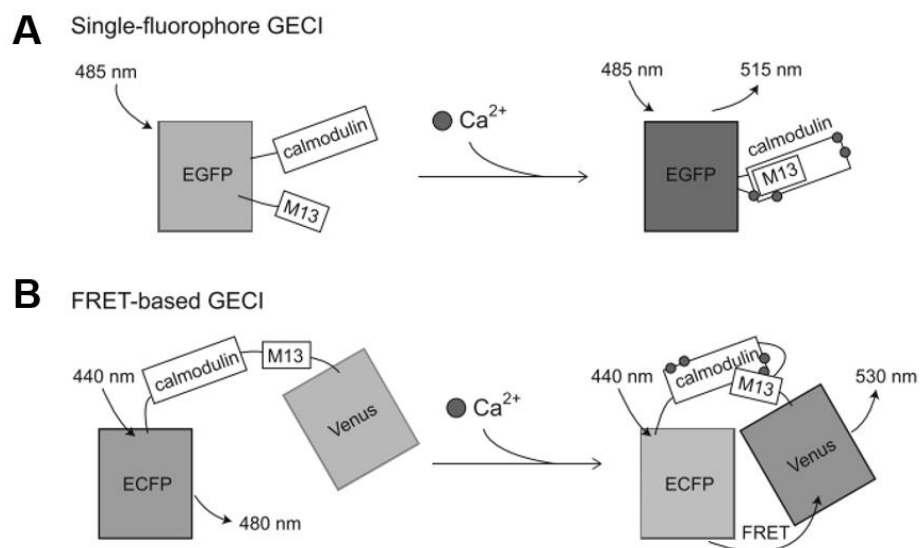 A Single-fluorophore GECI
485 nm
EGFP
calmodulin
M13
Ca2+
485 nm
515 nm
EGFP
calmodulin
M13
B FRET-based GECI
440 nm
calmodulin
M13
Venus
ECFP
480 nm
Ca2+
440 nm
calmodulin
M13
530 nm
Venus
ECFP
FRET